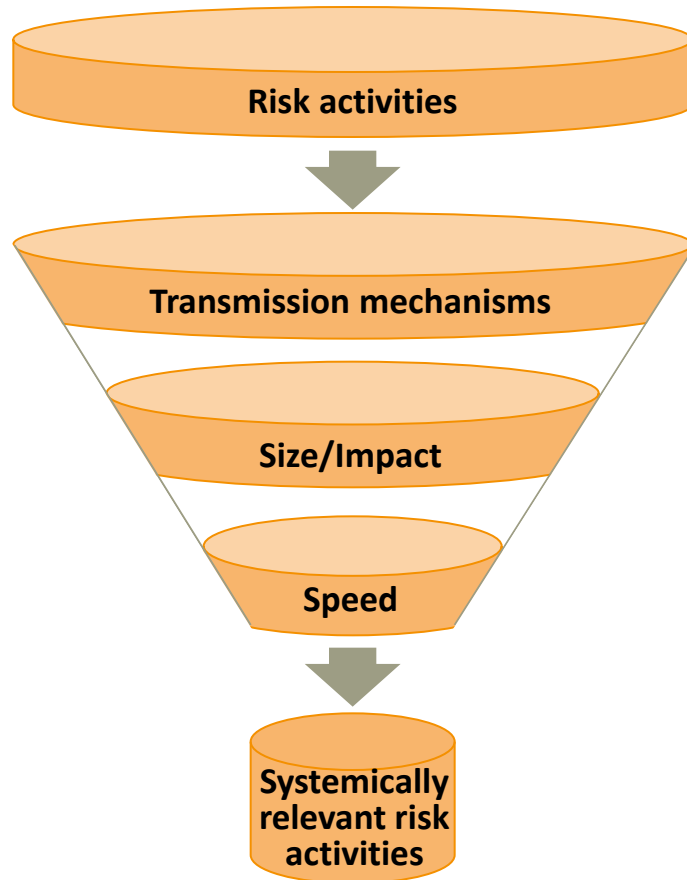 Risk activities
Transmission mechanisms
Size/Impact
Speed
Systemically
relevant risk
activities